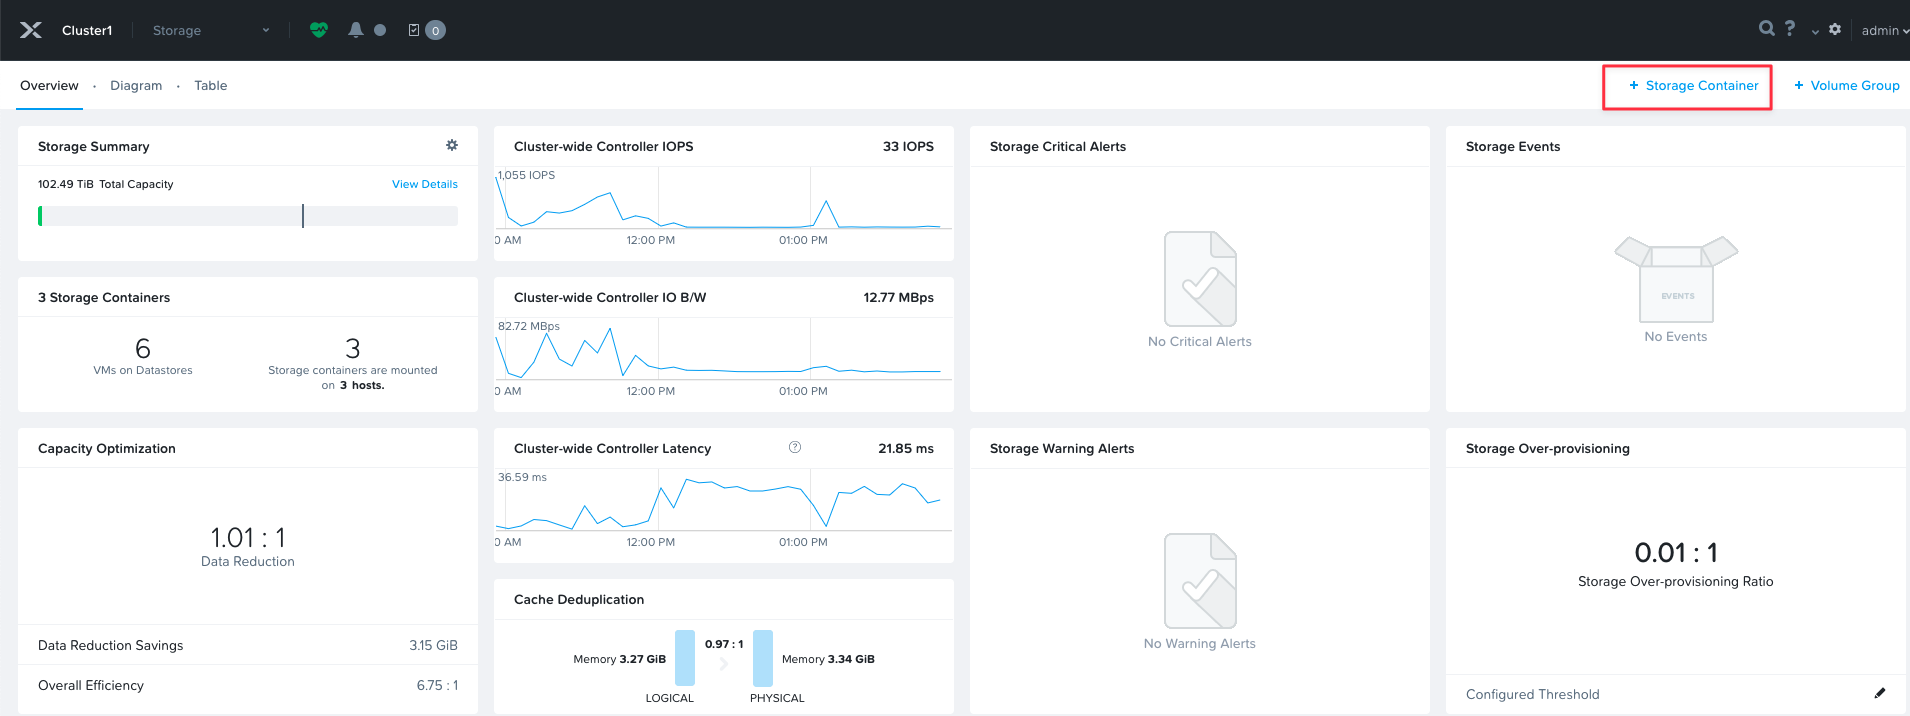 Cluster1
Storage
0
admin
Overview · Diagram · Table
+ Storage Container
+ Volume Group
Storage Summary
102.49 TiB Total Capacity
View Details
3 Storage Containers
6
VMs on Datastores
3
Storage containers are mounted
on 3 hosts.
Capacity Optimization
1.01 : 1
Data Reduction
Data Reduction Savings
3.15 GiB
Overall Efficiency
6.75 : 1
Cluster-wide Controller IOPS
33 IOPS
1,055 IOPS
0 AM
12:00 PM
01:00 PM
Cluster-wide Controller IO B/W
12.77 MBps
82.72 MBps
0 AM
12:00 PM
01:00 PM
Cluster-wide Controller Latency
?
21.85 ms
36.59 ms
0 AM
12:00 PM
01:00 PM
Cache Deduplication
Memory 3.27 GiB
0.97 : 1
Memory 3.34 GiB
LOGICAL
PHYSICAL
Storage Critical Alerts
No Critical Alerts
Storage Warning Alerts
No Warning Alerts
Storage Events
EVENTS
No Events
Storage Over-provisioning
0.01 : 1
Storage Over-provisioning Ratio
Configured Threshold